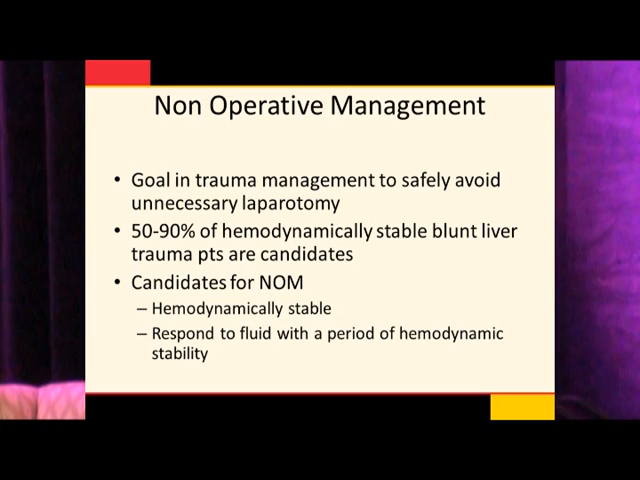 Non Operative Management
• Goal in trauma management to safely avoid
unnecessary laparotomy
• 50-90% of hemodynamically stable blunt liver
trauma pts are candidates
• Candidates for NOM
– Hemodynamically stable
– Respond to fluid with a period of hemodynamic
stability